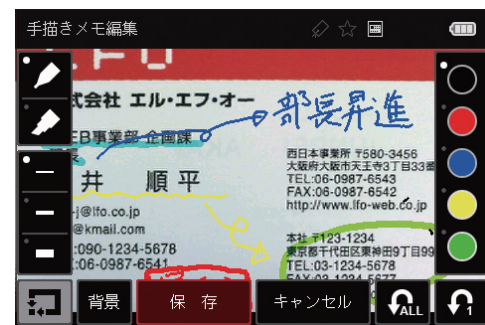 手描きメモ編集
式会社 エル・エフ・オー
部長昇進
EB事業部 企画課
長
井 順平
j@lfo.co.jp
@kmail.com
:090-1234-5678
:06-0987-6541
西日本事業所 〒580-3456
大阪府大阪市天王寺3丁目33番
TEL:06-0987-6543
FAX:06-0987-6542
http://www.lfo-web.co.jp
本社 〒123-1234
東京都千代田区東神田9丁目99
TEL:03-1234-5678
FAX:03-1234-5677
背景
保存
キャンセル
ALL
1